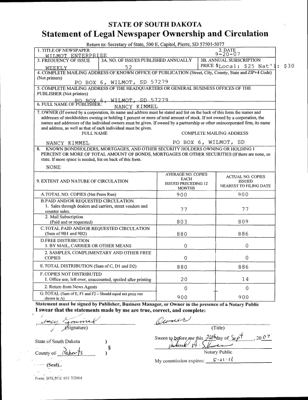 STATE OF SOUTH DAKOTA
Statement of Legal Newspaper Ownership and Circulation
Return to: Secretary of State, 500 E. Capitol, Pierre, SD 57501-5077
1. TITLE OF NEWSPAPER
WILMOT ENTERPRISE
2. DATE
9-20-07
3. FREQUENCY OF ISSUE
WEEKLY
3A. NO. OF ISSUES PUBLISHED ANNUALLY
52
3B. ANNUAL SUBSCRIPTION
PRICE $ Local: $25 Nat'l: $30
4. COMPLETE MAILING ADDRESS OF KNOWN OFFICE OF PUBLICATION (Street, City, County, State and ZIP+4 Code)
(Not printers)
PO BOX 6, WILMOT, SD 57279
5. COMPLETE MAILING ADDRESS OF THE HEADQUARTERS OR GENERAL BUSINESS OFFICES OF THE
PUBLISHER (Not printers)
PO BOX 6, WILMOT, SD 57279
6. FULL NAME OF PUBLISHER:
NANCY KIMMEL
7. OWNER (If owned by a corporation, its name and address must be stated and list on the back of this form the names and
addresses of stockholders owning or holding 1 percent or more of total amount of stock. If not owned by a corporation, the
names and addresses of the individual owners must be given. If owned by a partnership or other unincorporated firm, its name
and address, as well as that of each individual must be given.
FULL NAME
COMPLETE MAILING ADDRESS
NANCY KIMMEL
PO BOX 6, WILMOT, SD
8. KNOWN BONDHOLDERS, MORTGAGES, AND SECURITY HOLDERS OWNING OR HOLDING 1
PERCENT OR MORE OF TOTAL AMOUNT OF BONDS, MORTGAGES OR OTHER SECURITIES (If there are none, so
state. If more space is needed, list on back of this form.
NONE
9. EXTENT AND NATURE OF CIRCULATION
AVERAGE NO. COPIES
EACH
ISSUED PRECEDING 12
MONTHS
ACTUAL NO. COPIES
ISSUED
NEAREST TO FILING DATE
A. TOTAL NO. COPIES (Net Press Run)
900
900
B. PAID AND/OR REQUESTED CIRCULATION
1. Sales through dealers and carriers, street vendors and
counter sales.
77
77
2. Mail Subscription
(Paid and/or requested)
803
809
C. TOTAL PAID AND/OR REQUESTED CIRCULATION
(Sum of 9B1 and 9B2)
880
886
D. FREE DISTRIBUTION
1. BY MAIL, CARRIER OR OTHER MEANS
0
0
2. SAMPLES, COMPLIMENTARY AND OTHER FREE
COPIES
0
0
E. TOTAL DISTRIBUTION (Sum of C, D1 and D2)
880
886
F. COPIES NOT DISTRIBUTED
1. Office use, left over, unaccounted, spoiled after printing
20
14
2. Return from News Agents
0
0
G. TOTAL (Sum of E, F1 and F2 – Should equal net press run
shown in A)
900
900
Statement must be signed by Publisher, Business Manager, or Owner in the presence of a Notary Public
I swear that the statements made by me are true, correct, and complete:
Nancy Kimmel
Owner
(Signature)
(Title)
State of South Dakota )
) §
County of Roberts )
(Seal).
Sworn to before me this 20th day of Sept 2007
Notary Public
My commission expires: